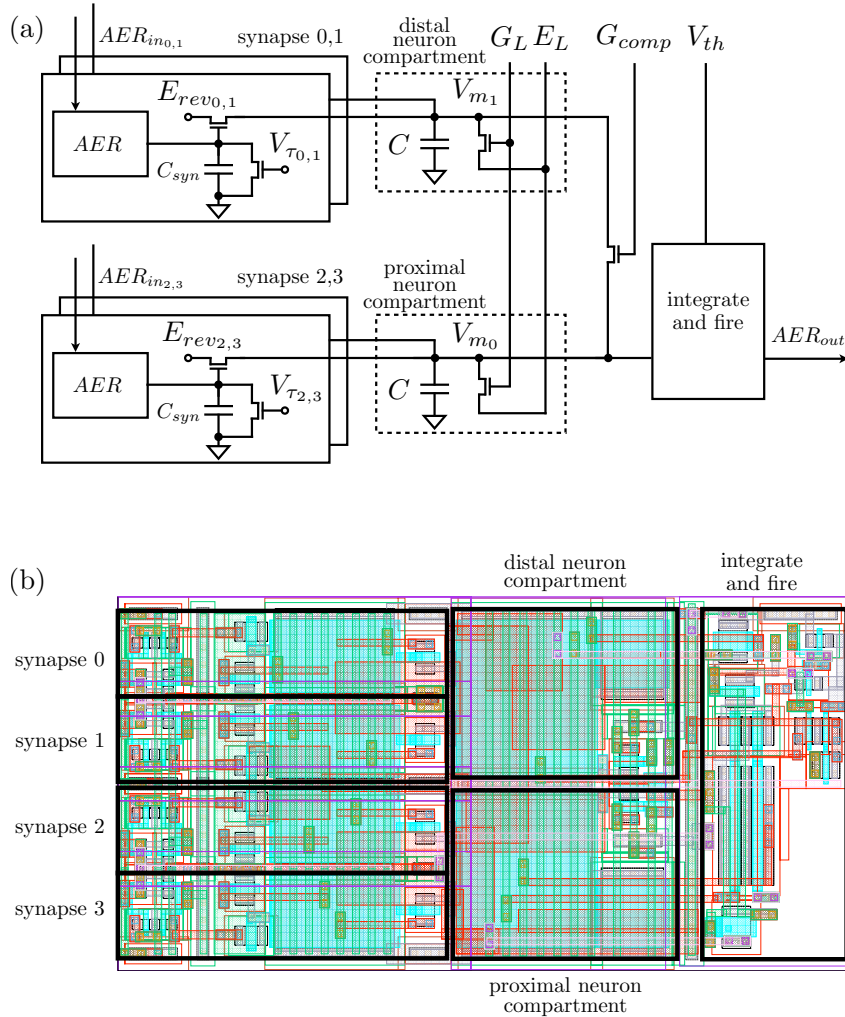 (a)
AER_{in_{0,1}}
synapse 0,1
distal
neuron
compartment
G_L
E_L
G_{comp}
V_{th}
E_{rev_{0,1}}
V_{m_1}
AER
V_{τ_{0,1}}
C_{syn}
C
AER_{in_{2,3}}
synapse 2,3
proximal
neuron
compartment
integrate
and fire
E_{rev_{2,3}}
V_{m_0}
AER_{out}
AER
V_{τ_{2,3}}
C_{syn}
C
(b)
distal neuron
compartment
integrate
and fire
synapse 0
synapse 1
synapse 2
synapse 3
proximal neuron
compartment